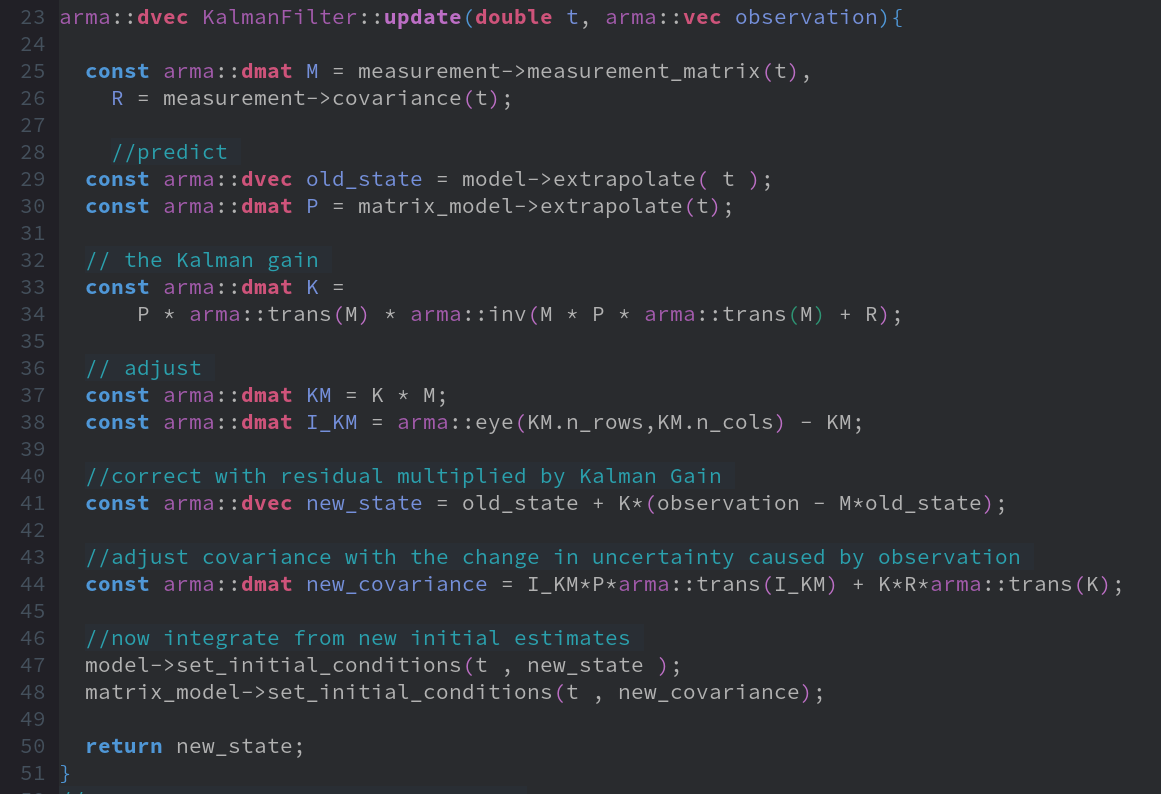 23 arma::dvec KalmanFilter::update(double t, arma::vec observation){
24
25   const arma::dmat M = measurement->measurement_matrix(t),
26     R = measurement->covariance(t);
27
28     //predict
29   const arma::dvec old_state = model->extrapolate( t );
30   const arma::dmat P = matrix_model->extrapolate(t);
31
32   // the Kalman gain
33   const arma::dmat K =
34       P * arma::trans(M) * arma::inv(M * P * arma::trans(M) + R);
35
36   // adjust
37   const arma::dmat KM = K * M;
38   const arma::dmat I_KM = arma::eye(KM.n_rows,KM.n_cols) - KM;
39
40   //correct with residual multiplied by Kalman Gain
41   const arma::dvec new_state = old_state + K*(observation - M*old_state);
42
43   //adjust covariance with the change in uncertainty caused by observation
44   const arma::dmat new_covariance = I_KM*P*arma::trans(I_KM) + K*R*arma::trans(K);
45
46   //now integrate from new initial estimates
47   model->set_initial_conditions(t , new_state );
48   matrix_model->set_initial_conditions(t , new_covariance);
49
50   return new_state;
51 }